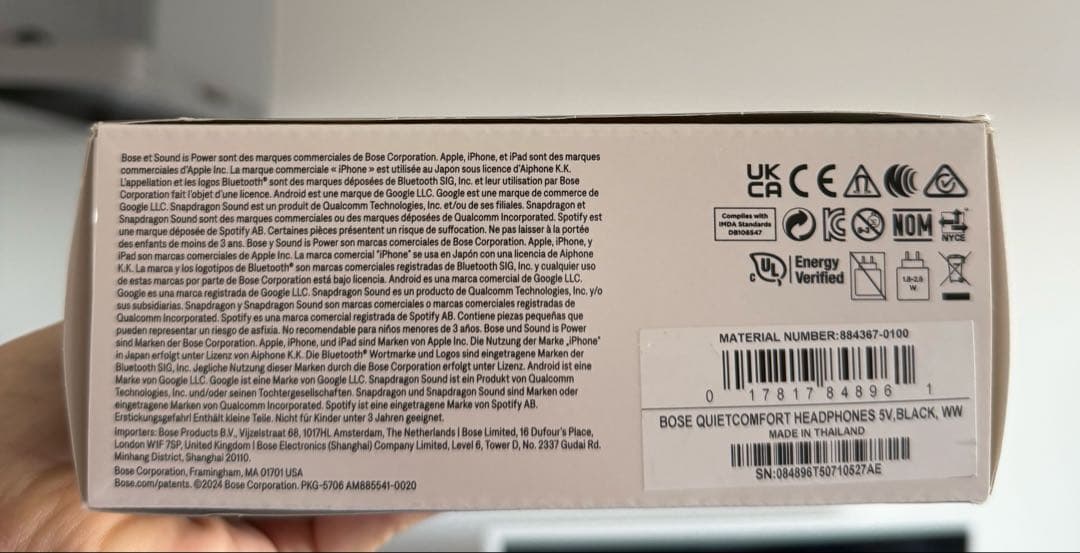 Bose et Sound is Power sont des marques commerciales de Bose Corporation. Apple, iPhone, et iPad sont des marques
commerciales d'Apple Inc. La marque commerciale « iPhone » est utilisée au Japon sous licence d'Aiphone K.K.
L'appellation et les logos Bluetooth® sont des marques déposées de Bluetooth SIG, Inc. et leur utilisation par Bose
Corporation fait l'objet d'une licence. Android est une marque de Google LLC. Google est une marque de commerce de
Google LLC. Snapdragon Sound est un produit de Qualcomm Technologies, Inc. et/ou de ses filiales. Snapdragon et
Snapdragon Sound sont des marques commerciales ou des marques déposées de Qualcomm Incorporated. Spotify est
une marque déposée de Spotify AB. Certaines pièces présentent un risque de suffocation. Ne pas laisser à la portée
des enfants de moins de 3 ans. Bose y Sound is Power son marcas comerciales de Bose Corporation. Apple, iPhone, y
iPad son marcas comerciales de Apple Inc. La marca comercial "iPhone" se usa en Japón con una licencia de Aiphone
K.K. La marca y los logotipos de Bluetooth® son marcas comerciales registradas de Bluetooth SIG, Inc. y cualquier uso
de estas marcas por parte de Bose Corporation está bajo licencia. Android es una marca comercial de Google LLC.
Google es una marca registrada de Google LLC. Snapdragon Sound es un producto de Qualcomm Technologies, Inc. y/o
sus subsidiarias. Snapdragon y Snapdragon Sound son marcas comerciales o marcas comerciales registradas de
Qualcomm Incorporated. Spotify es una marca comercial registrada de Spotify AB. Contiene piezas pequeñas que
pueden representar un riesgo de asfixia. No recomendable para niños menores de 3 años. Bose und Sound is Power
sind Marken der Bose Corporation. Apple, iPhone, und iPad sind Marken von Apple Inc. Die Nutzung der Marke „iPhone"
in Japan erfolgt unter Lizenz von Aiphone K.K. Die Bluetooth® Wortmarke und Logos sind eingetragene Marken der
Bluetooth SIG, Inc. Jegliche Nutzung dieser Marken durch die Bose Corporation erfolgt unter Lizenz. Android ist eine
Marke von Google LLC. Google ist eine Marke von Google LLC. Snapdragon Sound ist ein Produkt von Qualcomm
Technologies, Inc. und/oder seinen Tochtergesellschaften. Snapdragon und Snapdragon Sound sind Marken oder
eingetragene Marken von Qualcomm Incorporated. Spotify ist eine eingetragene Marke von Spotify AB.
Erstickungsgefahr! Enthält kleine Teile. Nicht für Kinder unter 3 Jahren geeignet.
Importers: Bose Products B.V., Vijzelstraat 68, 1017HL Amsterdam, The Netherlands | Bose Limited, 16 Dufour's Place,
London W1F 7SP, United Kingdom | Bose Electronics (Shanghai) Company Limited, Level 6, Tower D, No. 2337 Gudai Rd.
Minhang District, Shanghai 20110.
Bose Corporation, Framingham, MA 01701 USA
Bose.com/patents. ©2024 Bose Corporation. PKG-5706 AM885541-0020
UK
CA CE
Complies with
IMDA Standards
DB106547
NOM
NYCE
c UL Energy
Verified
1.8-2.8
W
MATERIAL NUMBER:884367-0100
0 17817 84896 1
BOSE QUIETCOMFORT HEADPHONES 5V,BLACK, WW
MADE IN THAILAND
SN:084896T50710527AE